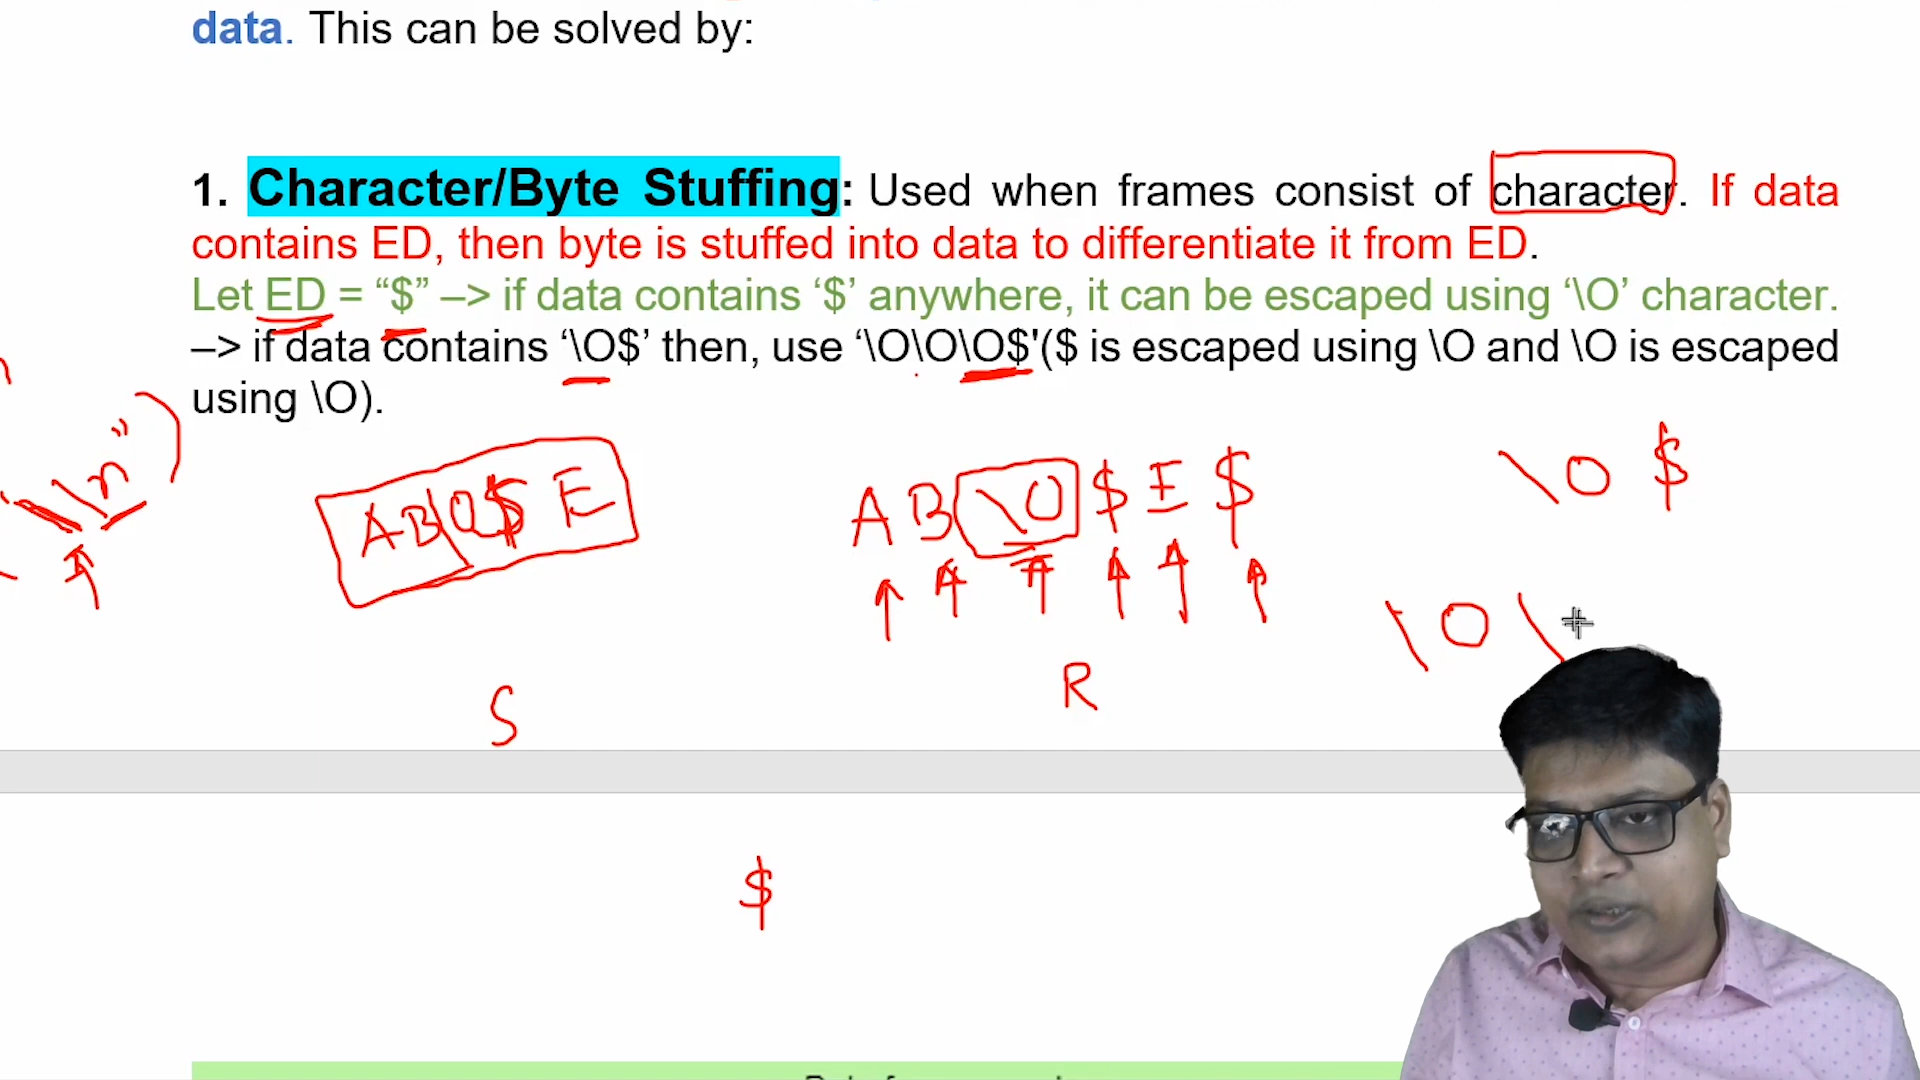 data. This can be solved by:
1. Character/Byte Stuffing: Used when frames consist of character. If data
contains ED, then byte is stuffed into data to differentiate it from ED.
Let ED = “$” –> if data contains ‘$’ anywhere, it can be escaped using ‘\O’ character.
–> if data contains ‘\O$’ then, use ‘\O\O\O$'($ is escaped using \O and \O is escaped
using \O).
\\n”)
AB\O$ E
AB\O$E$
\O$
\O\
S
R
$